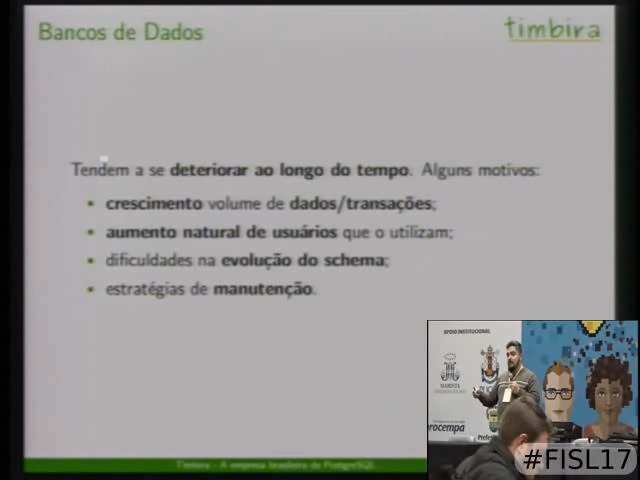 Bancos de Dados
timbira
Tendem a se deteriorar ao longo do tempo. Alguns motivos:
• crescimento volume de dados/transações;
• aumento natural de usuários que o utilizam;
• dificuldades na evolução do schema;
• estratégias de manutenção.
Timbira - A empresa brasileira de PostgreSQL
APOIO INSTITUCIONAL
MARISTA
procempa
#FISL17